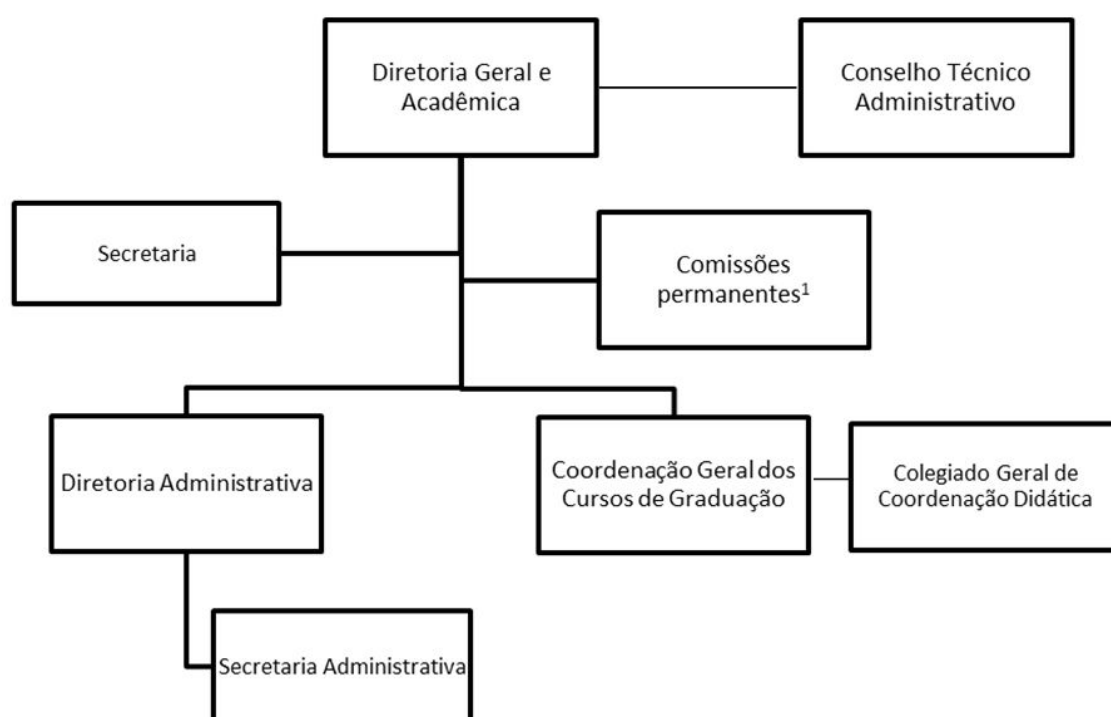 Diretoria Geral e
Acadêmica
Conselho Técnico
Administrativo
Secretaria
Comissões
permanentes¹
Diretoria Administrativa
Coordenação Geral dos
Cursos de Graduação
Colegiado Geral de
Coordenação Didática
Secretaria Administrativa